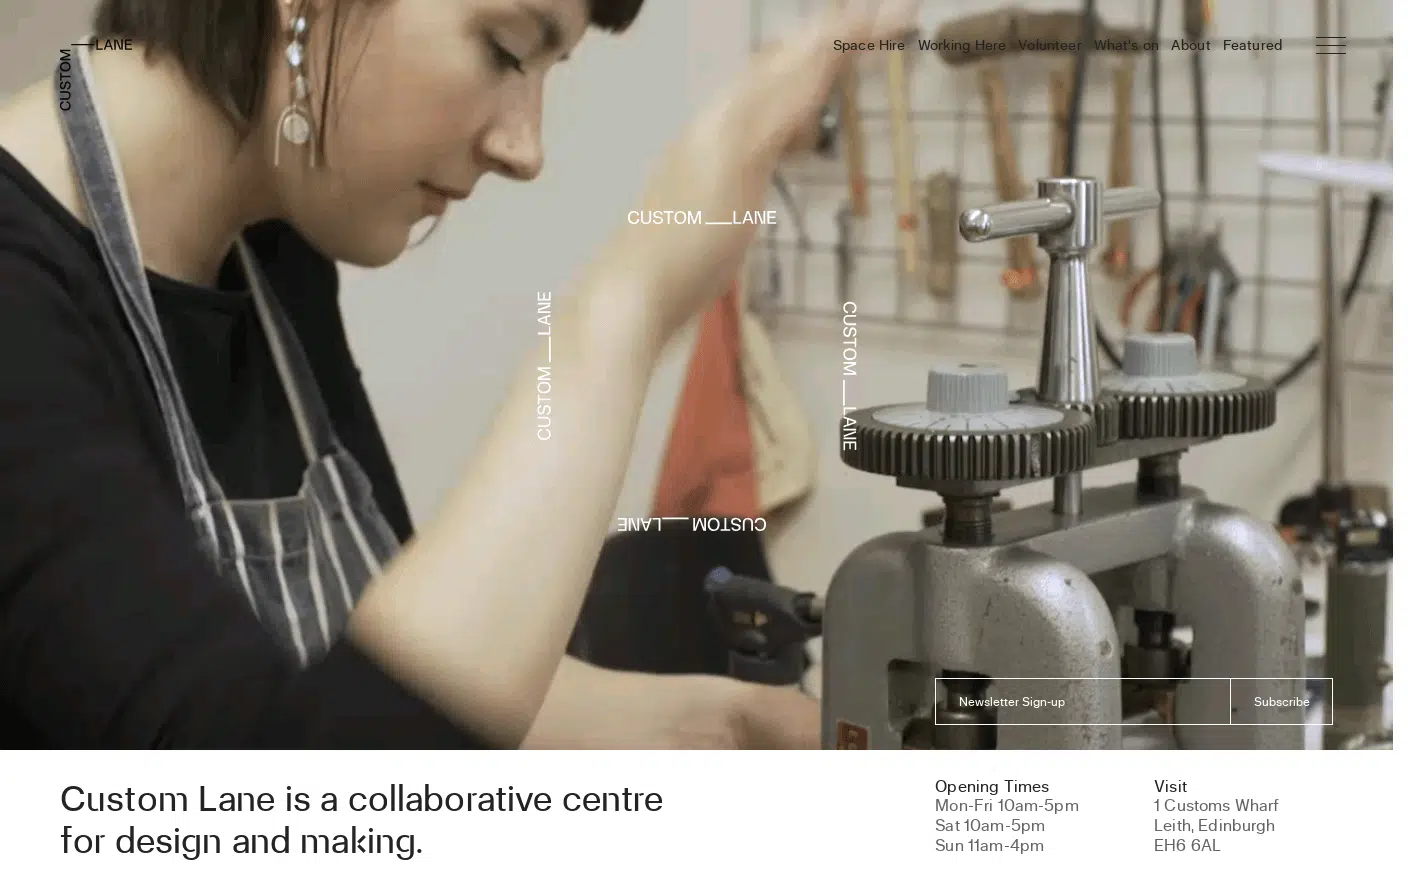 CUSTOM
—LANE
Space Hire
Working Here
Volunteer
What's on
About
Featured
CUSTOM __LANE
CUSTOM __LANE
CUSTOM __LANE
CUSTOM __LANE
Newsletter Sign-up
Subscribe
Custom Lane is a collaborative centre
for design and making.
Opening Times
Mon-Fri 10am-5pm
Sat 10am-5pm
Sun 11am-4pm
Visit
1 Customs Wharf
Leith, Edinburgh
EH6 6AL